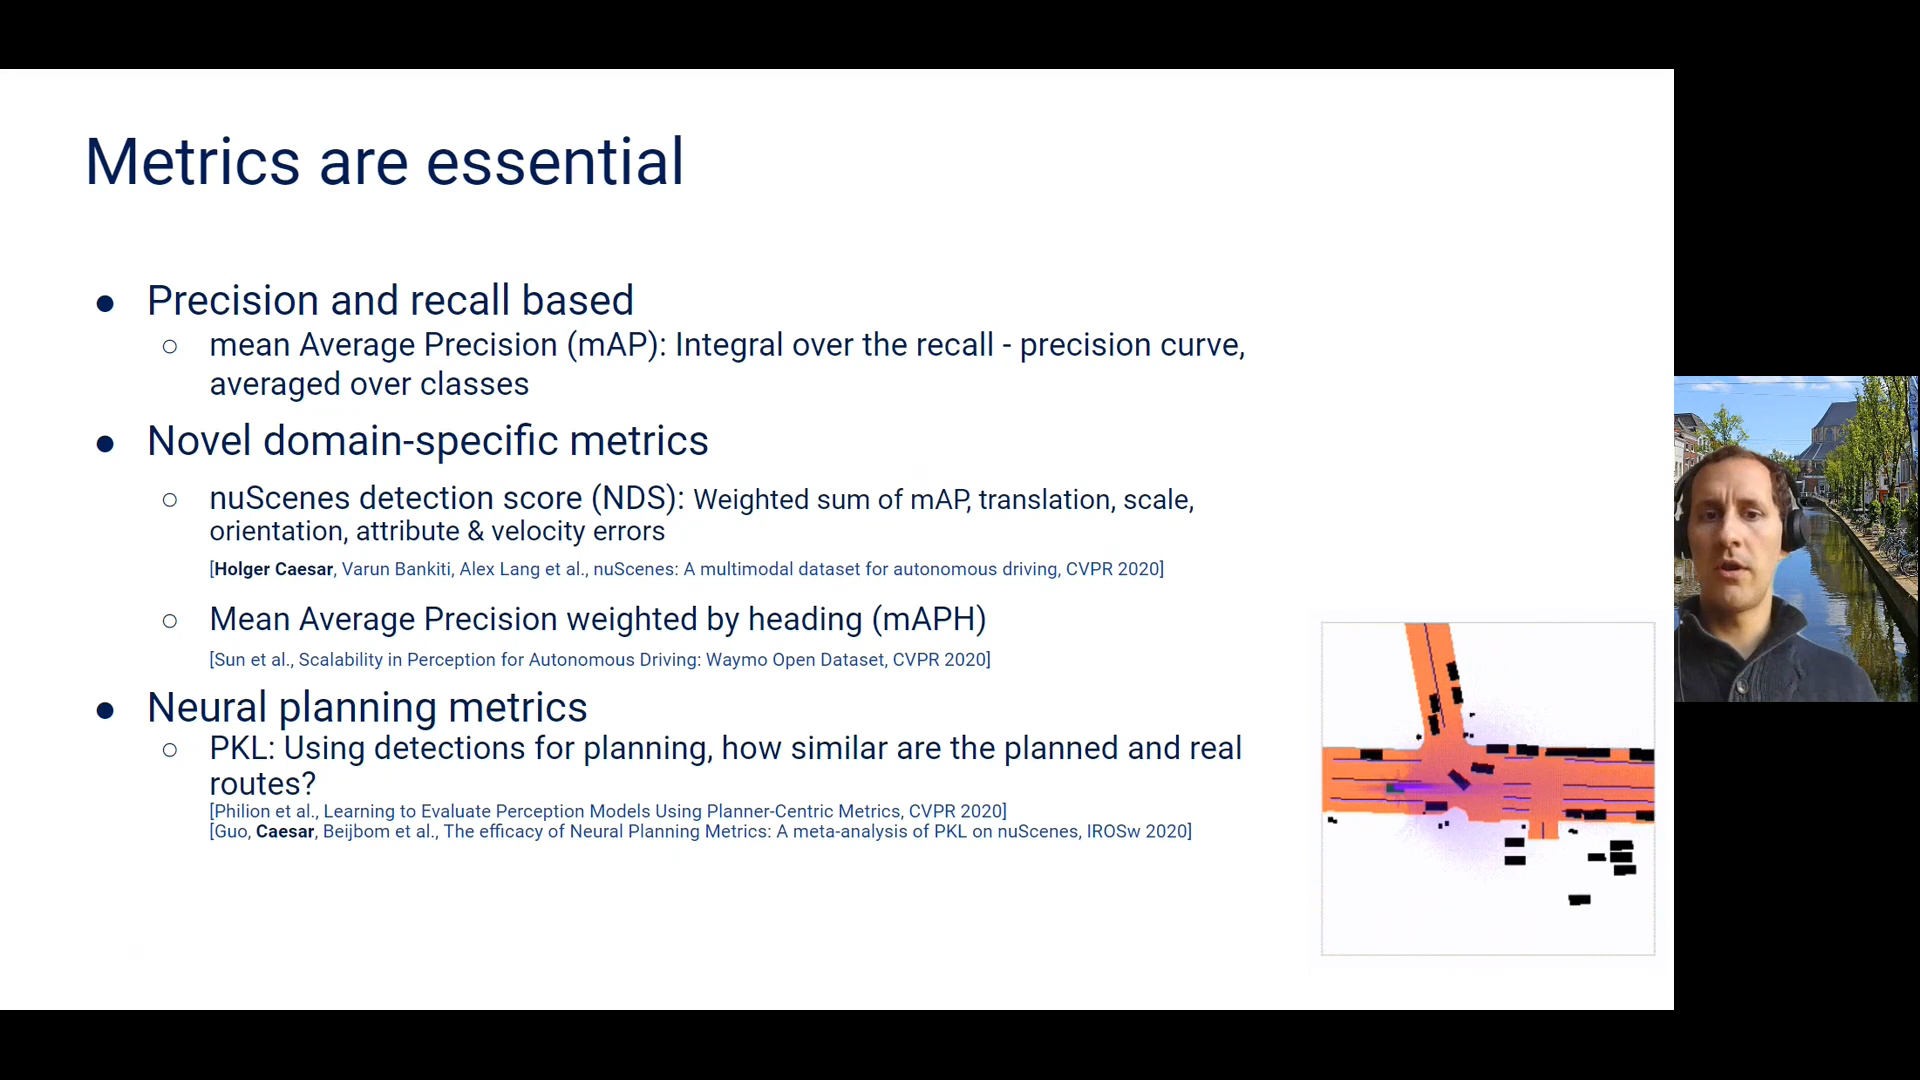 Metrics are essential
● Precision and recall based
○ mean Average Precision (mAP): Integral over the recall - precision curve,
averaged over classes
● Novel domain-specific metrics
○ nuScenes detection score (NDS): Weighted sum of mAP, translation, scale,
orientation, attribute & velocity errors
[Holger Caesar, Varun Bankiti, Alex Lang et al., nuScenes: A multimodal dataset for autonomous driving, CVPR 2020]
○ Mean Average Precision weighted by heading (mAPH)
[Sun et al., Scalability in Perception for Autonomous Driving: Waymo Open Dataset, CVPR 2020]
● Neural planning metrics
○ PKL: Using detections for planning, how similar are the planned and real
routes?
[Philion et al., Learning to Evaluate Perception Models Using Planner-Centric Metrics, CVPR 2020]
[Guo, Caesar, Beijbom et al., The efficacy of Neural Planning Metrics: A meta-analysis of PKL on nuScenes, IROSw 2020]